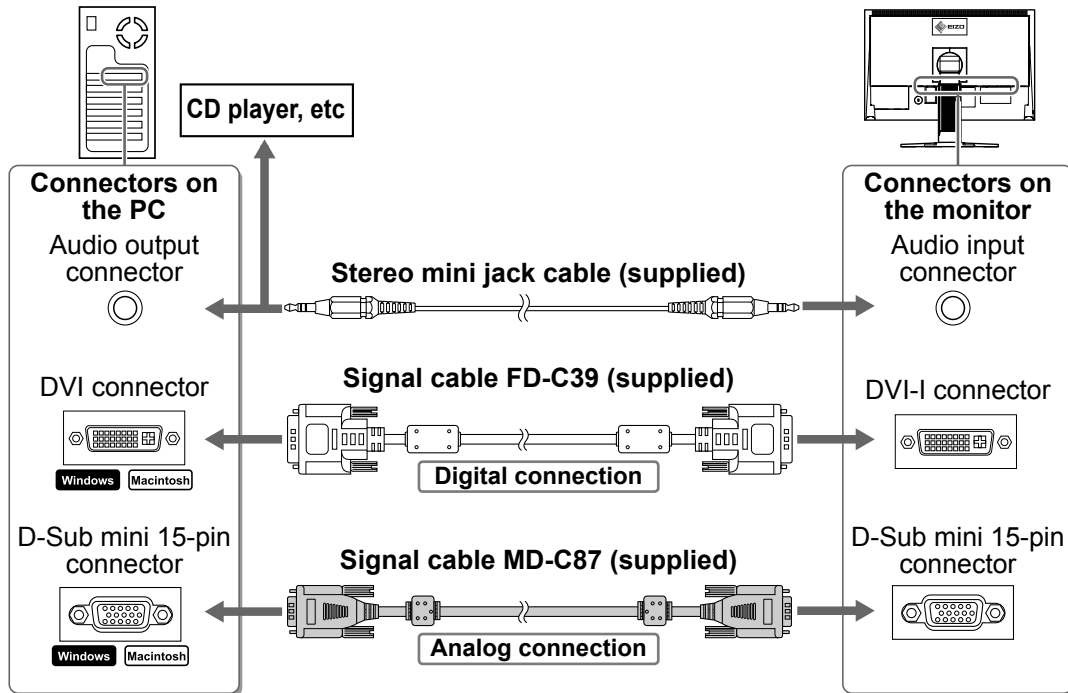 EIZO
CD player, etc
Connectors on
the PC
Audio output
connector
DVI connector
Windows Macintosh
D-Sub mini 15-pin
connector
Windows Macintosh
Stereo mini jack cable (supplied)
Signal cable FD-C39 (supplied)
Digital connection
Signal cable MD-C87 (supplied)
Analog connection
Connectors on
the monitor
Audio input
connector
DVI-I connector
D-Sub mini 15-pin
connector